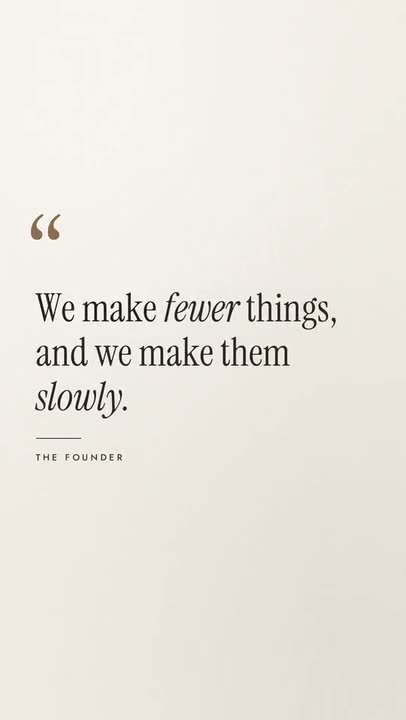 “
We make fewer things,
and we make them
slowly.
THE FOUNDER